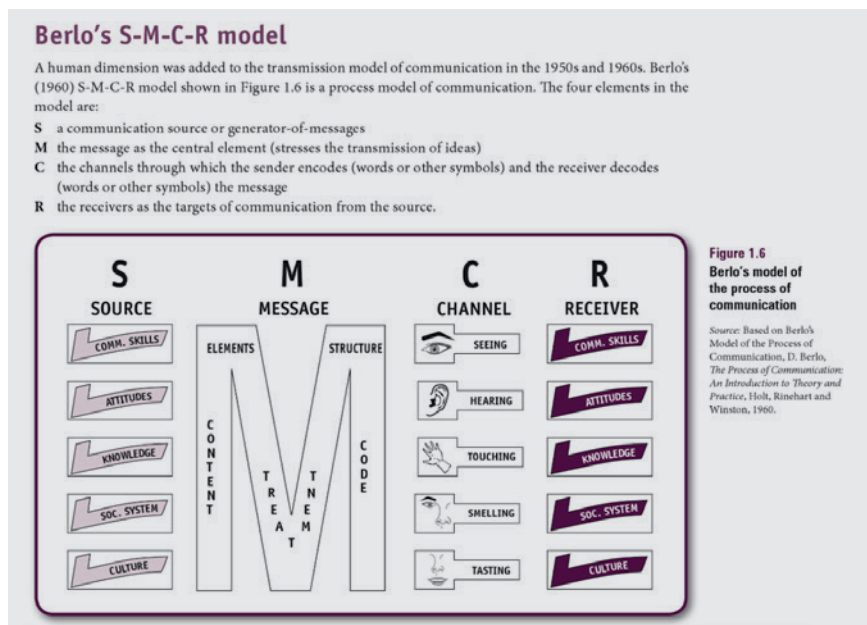 Berlo's S-M-C-R model
A human dimension was added to the transmission model of communication in the 1950s and 1960s. Berlo's
(1960) S-M-C-R model shown in Figure 1.6 is a process model of communication. The four elements in the
model are:
S a communication source or generator-of-messages
M the message as the central element (stresses the transmission of ideas)
C the channels through which the sender encodes (words or other symbols) and the receiver decodes
(words or other symbols) the message
R the receivers as the targets of communication from the source.
S
SOURCE
COMM. SKILLS
ATTITUDES
KNOWLEDGE
SOC. SYSTEM
CULTURE
M
MESSAGE
ELEMENTS
STRUCTURE
CONTENT
TREATMENT
CODE
C
CHANNEL
SEEING
HEARING
TOUCHING
SMELLING
TASTING
R
RECEIVER
COMM. SKILLS
ATTITUDES
KNOWLEDGE
SOC. SYSTEM
CULTURE
Figure 1.6
Berlo's model of
the process of
communication
Source: Based on Berlo's
Model of the Process of
Communication, D. Berlo,
The Process of Communication:
An Introduction to Theory and
Practice, Holt, Rinehart and
Winston, 1960.